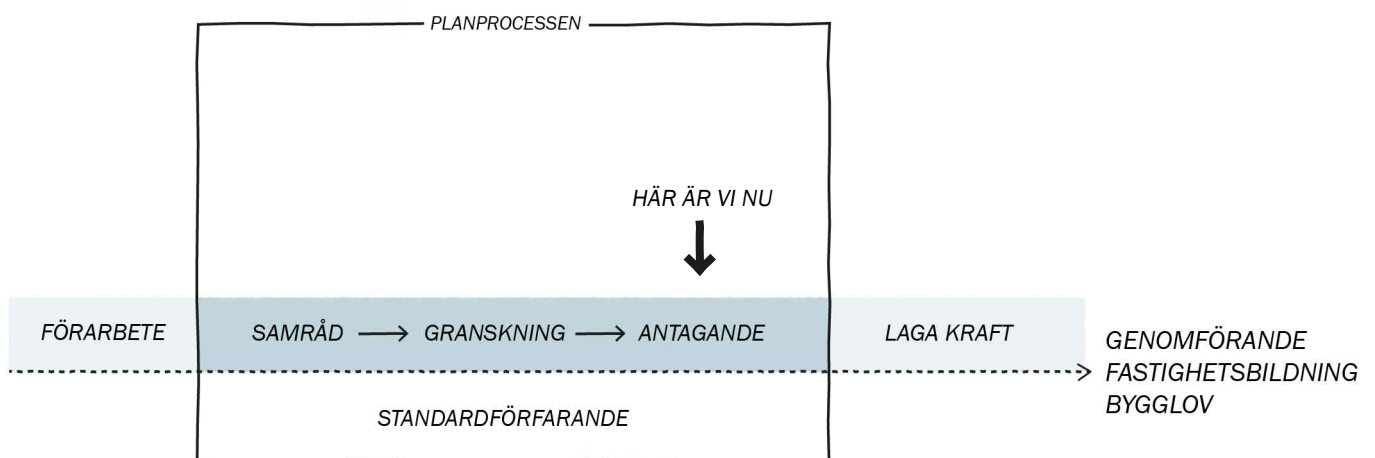 PLANPROCESSEN
HÄR ÄR VI NU
FÖRARBETE
SAMRÅD
GRANSKNING
ANTAGANDE
LAGA KRAFT
GENOMFÖRANDE
FASTIGHETSBILDNING
BYGGLOV
STANDARDFÖRFARANDE